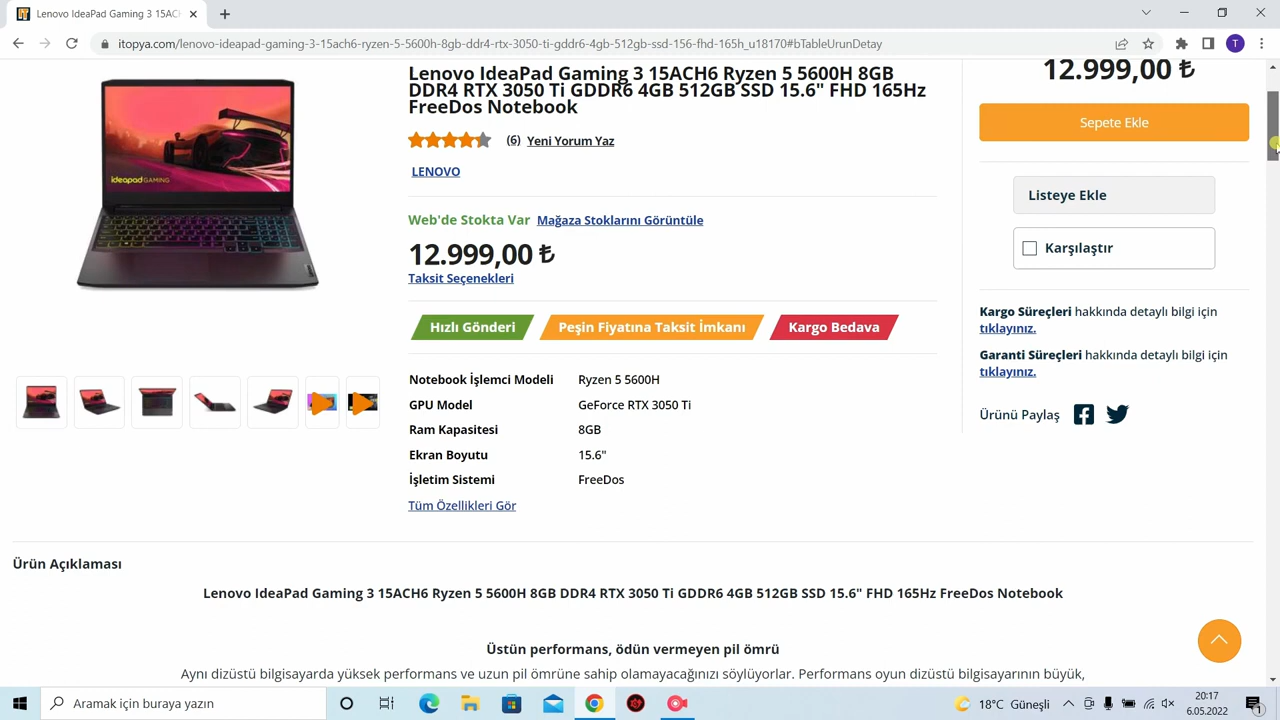 Lenovo IdeaPad Gaming 3 15ACH
itopya.com/lenovo-ideapad-gaming-3-15ach6-ryzen-5-5600h-8gb-ddr4-rtx-3050-ti-gddr6-4gb-512gb-ssd-156-fhd-165h_u18170#bTableUrunDetay
T
Lenovo IdeaPad Gaming 3 15ACH6 Ryzen 5 5600H 8GB
DDR4 RTX 3050 Ti GDDR6 4GB 512GB SSD 15.6" FHD 165Hz
FreeDos Notebook
(6) Yeni Yorum Yaz
LENOVO
Web'de Stokta Var Mağaza Stoklarını Görüntüle
12.999,00 ₺
Taksit Seçenekleri
Hızlı Gönderi Peşin Fiyatına Taksit İmkanı Kargo Bedava
Notebook İşlemci Modeli Ryzen 5 5600H
GPU Model GeForce RTX 3050 Ti
Ram Kapasitesi 8GB
Ekran Boyutu 15.6"
İşletim Sistemi FreeDos
Tüm Özellikleri Gör
12.999,00 ₺
Sepete Ekle
Listeye Ekle
Karşılaştır
Kargo Süreçleri hakkında detaylı bilgi için
tıklayınız.
Garanti Süreçleri hakkında detaylı bilgi için
tıklayınız.
Ürünü Paylaş
ideapad GAMING
Ürün Açıklaması
Lenovo IdeaPad Gaming 3 15ACH6 Ryzen 5 5600H 8GB DDR4 RTX 3050 Ti GDDR6 4GB 512GB SSD 15.6" FHD 165Hz FreeDos Notebook
Üstün performans, ödün vermeyen pil ömrü
Aynı dizüstü bilgisayarda yüksek performans ve uzun pil ömrüne sahip olamayacağınızı söylüyorlar. Performans oyun dizüstü bilgisayarının büyük,
Aramak için buraya yazın
18°C Güneşli
20:17
6.05.2022
1